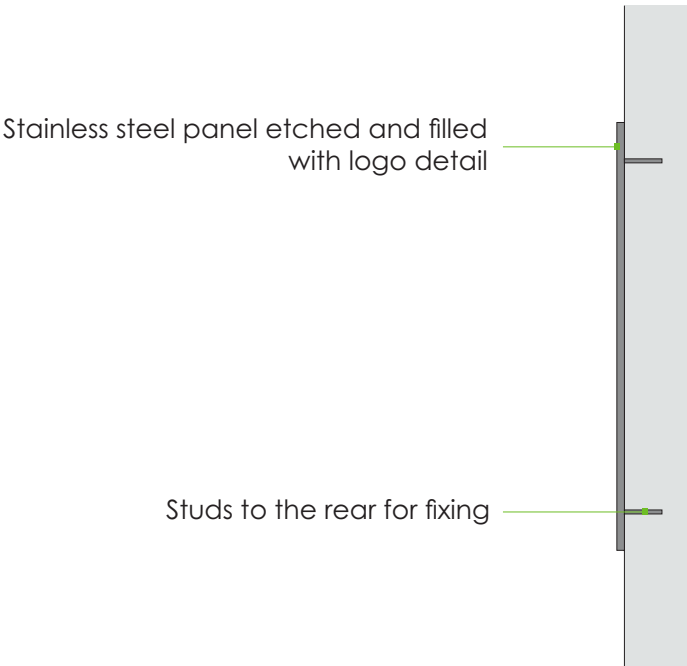 Stainless steel panel etched and filled
with logo detail
Studs to the rear for fixing